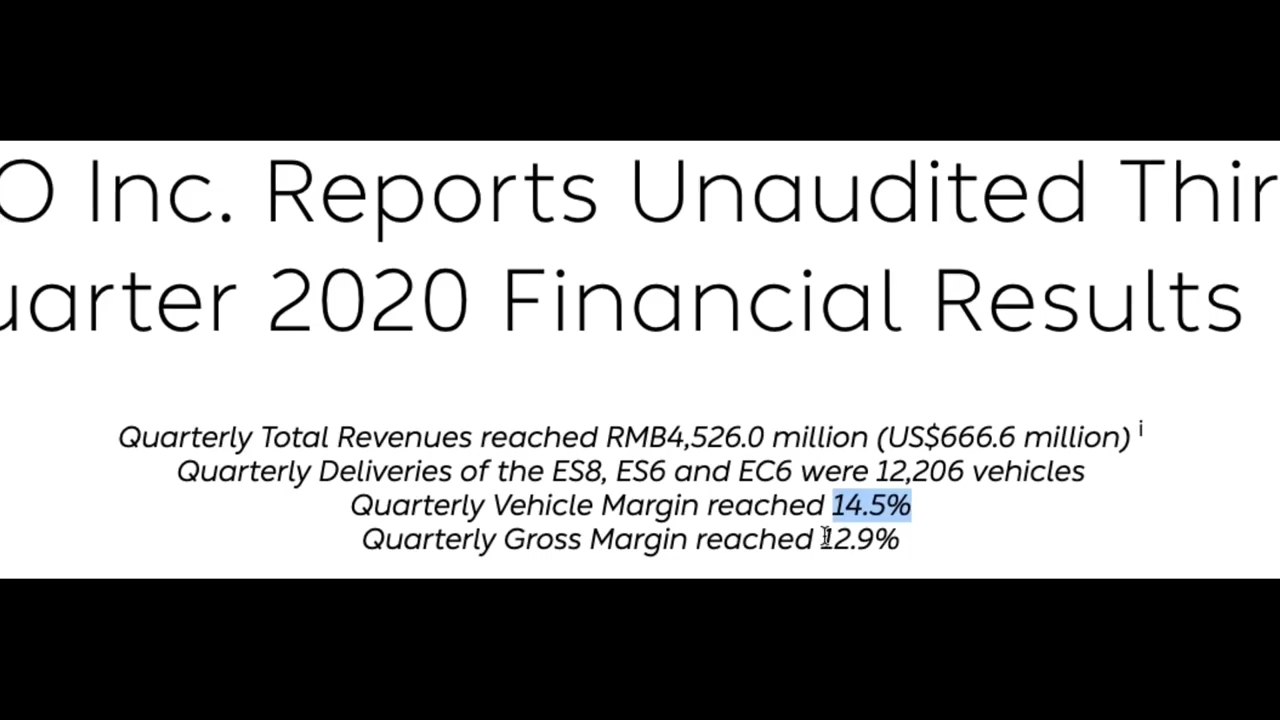 O Inc. Reports Unaudited Thir
uarter 2020 Financial Results
Quarterly Total Revenues reached RMB4,526.0 million (US$666.6 million) i
Quarterly Deliveries of the ES8, ES6 and EC6 were 12,206 vehicles
Quarterly Vehicle Margin reached 14.5%
Quarterly Gross Margin reached 12.9%